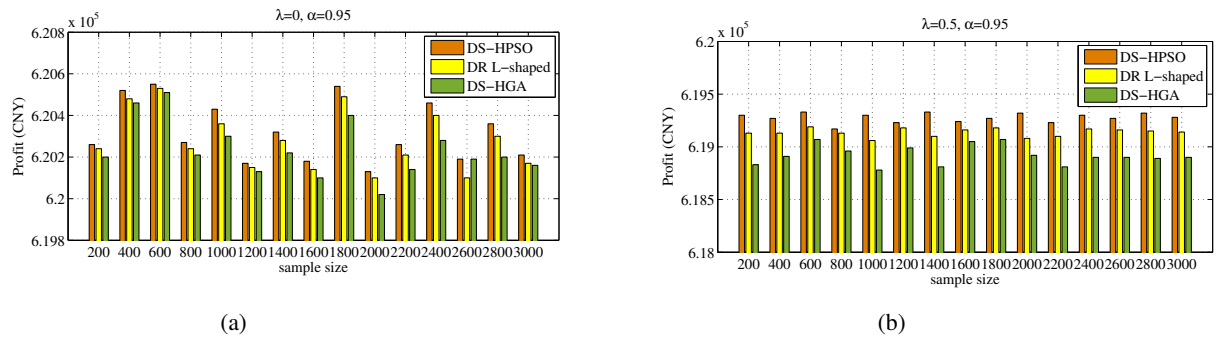 λ=0, α=0.95
x 10⁵
6.208
6.206
6.204
6.202
6.2
6.198
Profit (CNY)
DS−HPSO
DR L−shaped
DS−HGA
200 400 600 800 1000 1200 1400 1600 1800 2000 2200 2400 2600 2800 3000
sample size
(a)
λ=0.5, α=0.95
x 10⁵
6.2
6.195
6.19
6.185
6.18
Profit (CNY)
DS−HPSO
DR L−shaped
DS−HGA
200 400 600 800 1000 1200 1400 1600 1800 2000 2200 2400 2600 2800 3000
sample size
(b)